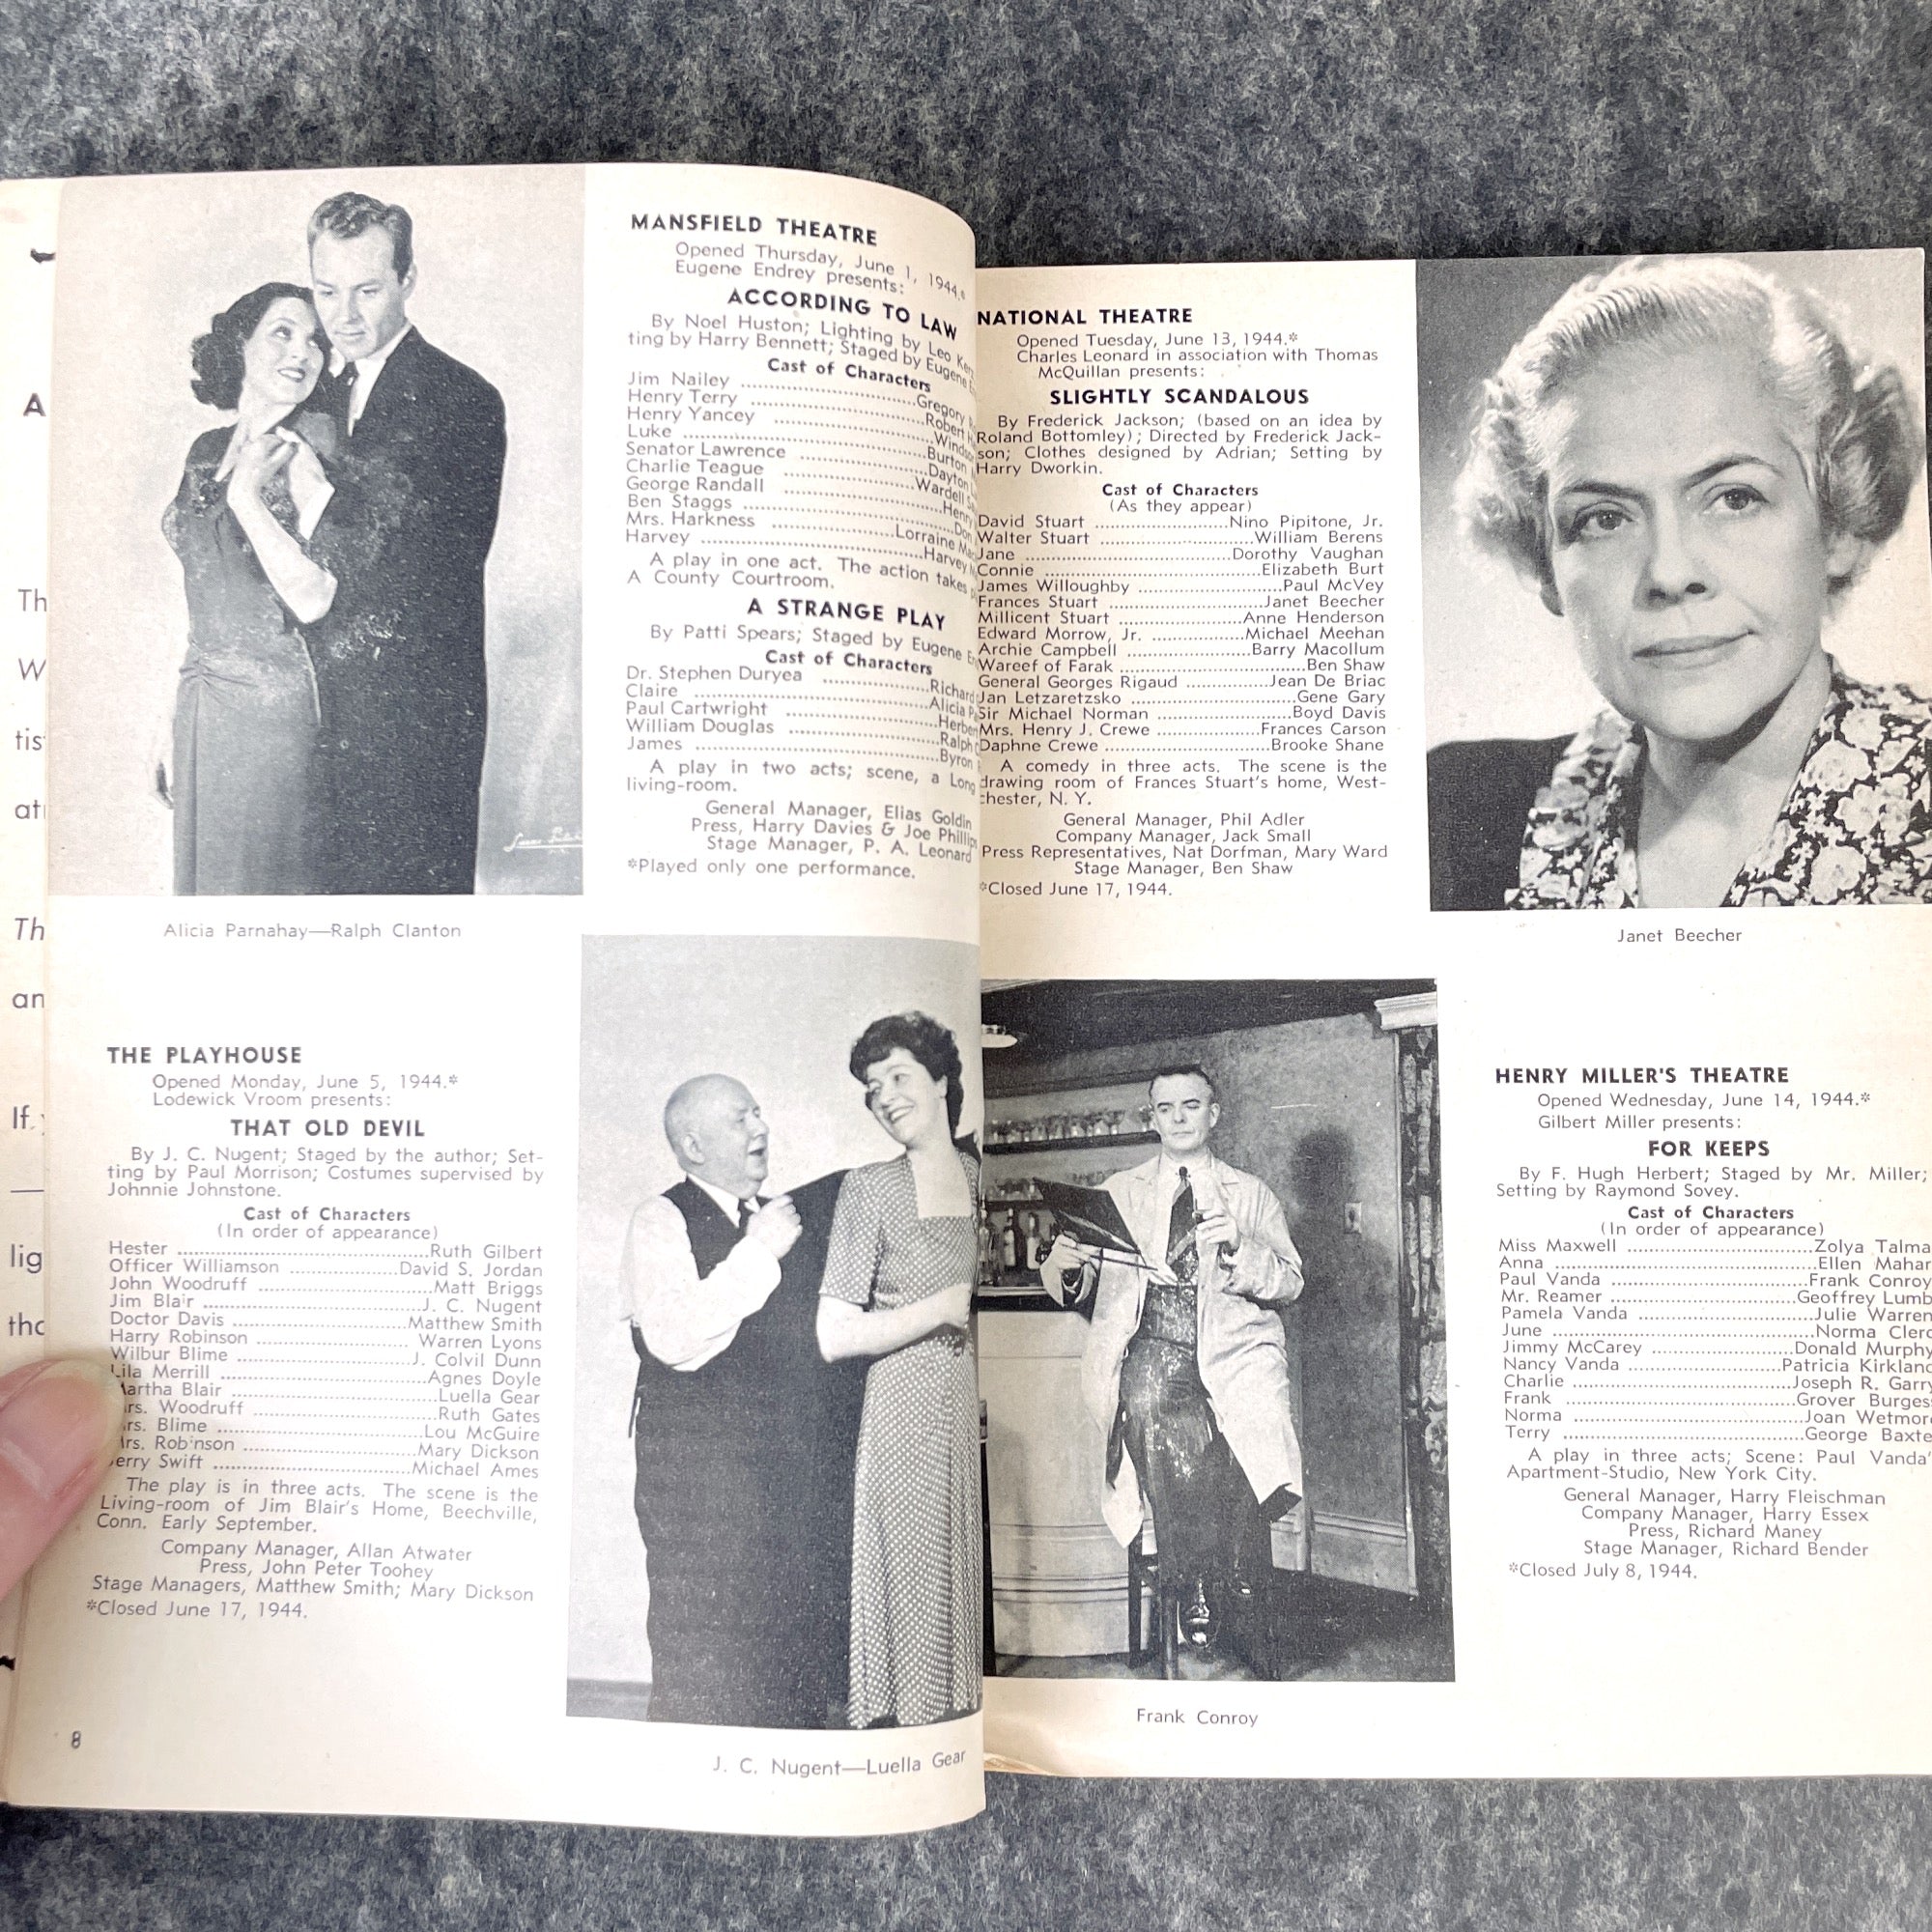 A
Th
W
tis
Th
an
lig
MANSFIELD THEATRE
Opened Thursday, June 1, 1944.*
Eugene Endrey presents:
ACCORDING TO LAW
By Noel Huston; Lighting by Leo
ting by Harry Bennett; Staged by Eugene
Cast of Characters
Jim Nailey ..... Gregory
Henry Terry ..... Robert
Henry Yancey
Luke ..... Burton
Senator Lawrence ..... Dayton
Charlie Teague ..... Wardell
George Randall ..... Henry
Ben Staggs ..... Don
Mrs. Harkness ..... Lorraine
Harvey ..... Harvey
A play in one act. The action takes
A County Courtroom.
A STRANGE PLAY
By Patti Spears; Staged by Eugene
Cast of Characters
Dr. Stephen Duryea ..... Richard
Claire ..... Alicia
Paul Cartwright ..... Herbert
William Douglas ..... Ralph
James ..... Byron
A play in two acts; scene, a Long
living-room.
General Manager, Elias Goldin
Press, Harry Davies & Joe Phillips
Stage Manager, P. A. Leonard
*Played only one performance.
Alicia Parnahay—Ralph Clanton
THE PLAYHOUSE
Opened Monday, June 5, 1944.*
Lodewick Vroom presents:
THAT OLD DEVIL
By J. C. Nugent; Staged by the author; Set-
ting by Paul Morrison; Costumes supervised by
Johnnie Johnstone.
Cast of Characters
(In order of appearance)
Hester ..... Ruth Gilbert
Officer Williamson ..... David S. Jordan
John Woodruff ..... Matt Briggs
Jim Blair ..... J. C. Nugent
Doctor Davis ..... Matthew Smith
Harry Robinson ..... Warren Lyons
Wilbur Blime ..... J. Colvil Dunn
Lila Merrill ..... Agnes Doyle
Martha Blair ..... Luella Gear
rs. Woodruff ..... Ruth Gates
rs. Blime ..... Lou McGuire
Mrs. Robinson ..... Mary Dickson
erry Swift ..... Michael Ames
The play is in three acts. The scene is the
Living-room of Jim Blair's Home, Beechville,
Conn. Early September.
Company Manager, Allan Atwater
Press, John Peter Toohey
Stage Managers, Matthew Smith; Mary Dickson
*Closed June 17, 1944.
8
J. C. Nugent—Luella Gear
NATIONAL THEATRE
Opened Tuesday, June 13, 1944.*
Charles Leonard in association with Thomas
McQuillan presents:
SLIGHTLY SCANDALOUS
By Frederick Jackson; (based on an idea by
Roland Bottomley); Directed by Frederick Jack-
son; Clothes designed by Adrian; Setting by
Harry Dworkin.
Cast of Characters
(As they appear)
David Stuart ..... Nino Pipitone, Jr.
Walter Stuart ..... William Berens
Jane ..... Dorothy Vaughan
Connie ..... Elizabeth Burt
James Willoughby ..... Paul McVey
Frances Stuart ..... Janet Beecher
Millicent Stuart ..... Anne Henderson
Edward Morrow, Jr. ..... Michael Meehan
Archie Campbell ..... Barry Macollum
Wareef of Farak ..... Ben Shaw
General Georges Rigaud ..... Jean De Briac
Jan Letzaretzsko ..... Gene Gary
Sir Michael Norman ..... Boyd Davis
Mrs. Henry J. Crewe ..... Frances Carson
Daphne Crewe ..... Brooke Shane
A comedy in three acts. The scene is the
drawing room of Frances Stuart's home, West-
chester, N. Y.
General Manager, Phil Adler
Company Manager, Jack Small
Press Representatives, Nat Dorfman, Mary Ward
Stage Manager, Ben Shaw
*Closed June 17, 1944.
Janet Beecher
Frank Conroy
HENRY MILLER'S THEATRE
Opened Wednesday, June 14, 1944.*
Gilbert Miller presents:
FOR KEEPS
By F. Hugh Herbert; Staged by Mr. Miller;
Setting by Raymond Sovey.
Cast of Characters
(In order of appearance)
Miss Maxwell ..... Zolya Talma
Anna ..... Ellen Mahar
Paul Vanda ..... Frank Conroy
Mr. Reamer ..... Geoffrey Lumb
Pamela Vanda ..... Julie Warren
June ..... Norma Clerc
Jimmy McCarey ..... Donald Murphy
Nancy Vanda ..... Patricia Kirkland
Charlie ..... Joseph R. Garry
Frank ..... Grover Burgess
Norma ..... Joan Wetmore
Terry ..... George Baxte
A play in three acts; Scene: Paul Vanda'
Apartment-Studio, New York City.
General Manager, Harry Fleischman
Company Manager, Harry Essex
Press, Richard Maney
Stage Manager, Richard Bender
*Closed July 8, 1944.